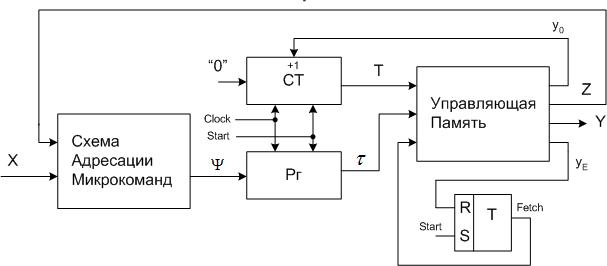 y0
"0"
+1
CT
T
Управляющая
Память
Z
Y
yE
Clock
Start
X
Схема
Адресации
Микрокоманд
Ψ
Рг
τ
R
S
T
Fetch
Start